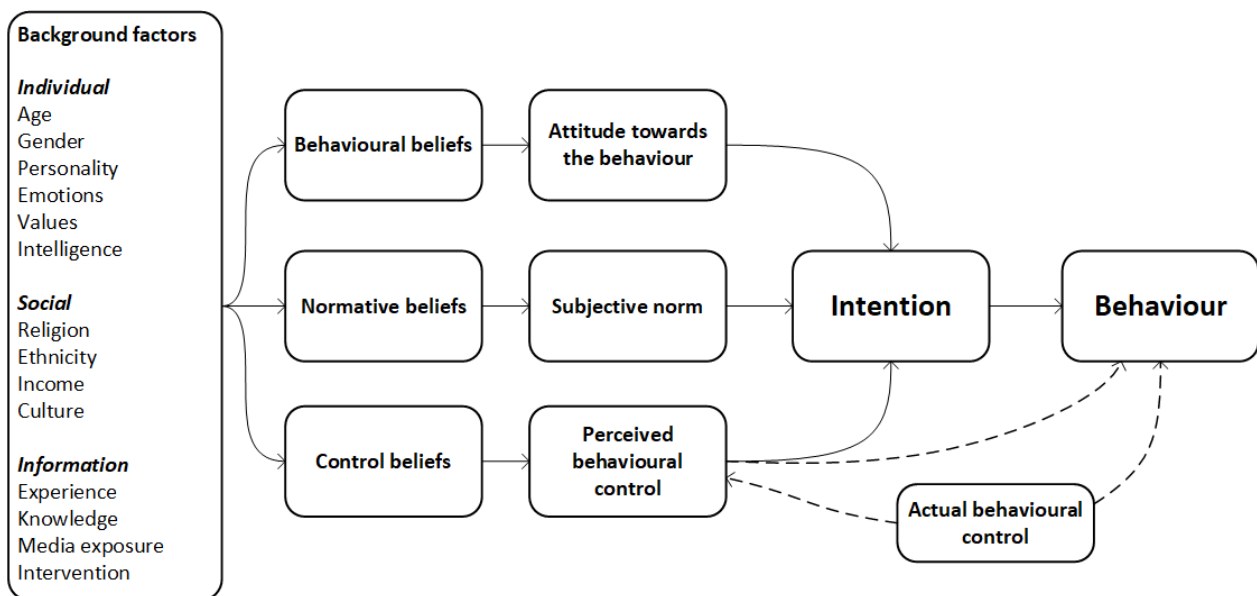 Background factors
Individual
Age
Gender
Personality
Emotions
Values
Intelligence
Social
Religion
Ethnicity
Income
Culture
Information
Experience
Knowledge
Media exposure
Intervention
Behavioural beliefs
Normative beliefs
Control beliefs
Attitude towards
the behaviour
Subjective norm
Perceived
behavioural
control
Intention
Behaviour
Actual behavioural
control